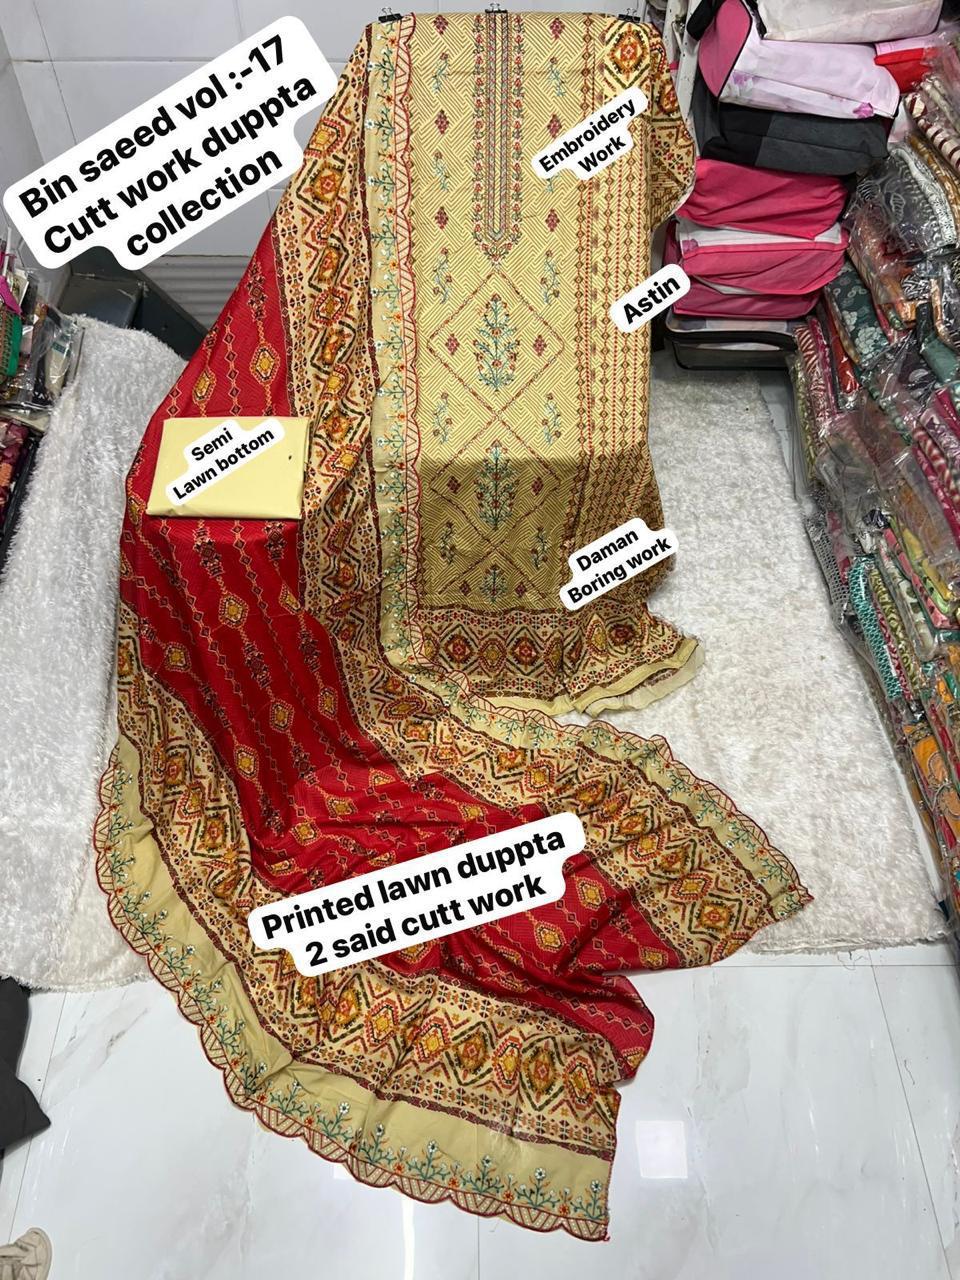 Bin saeed vol :-17
Cutt work duppta
collection
Embroidery
Work
Astin
Semi
Lawn bottom
Daman
Boring work
Printed lawn duppta
2 said cutt work